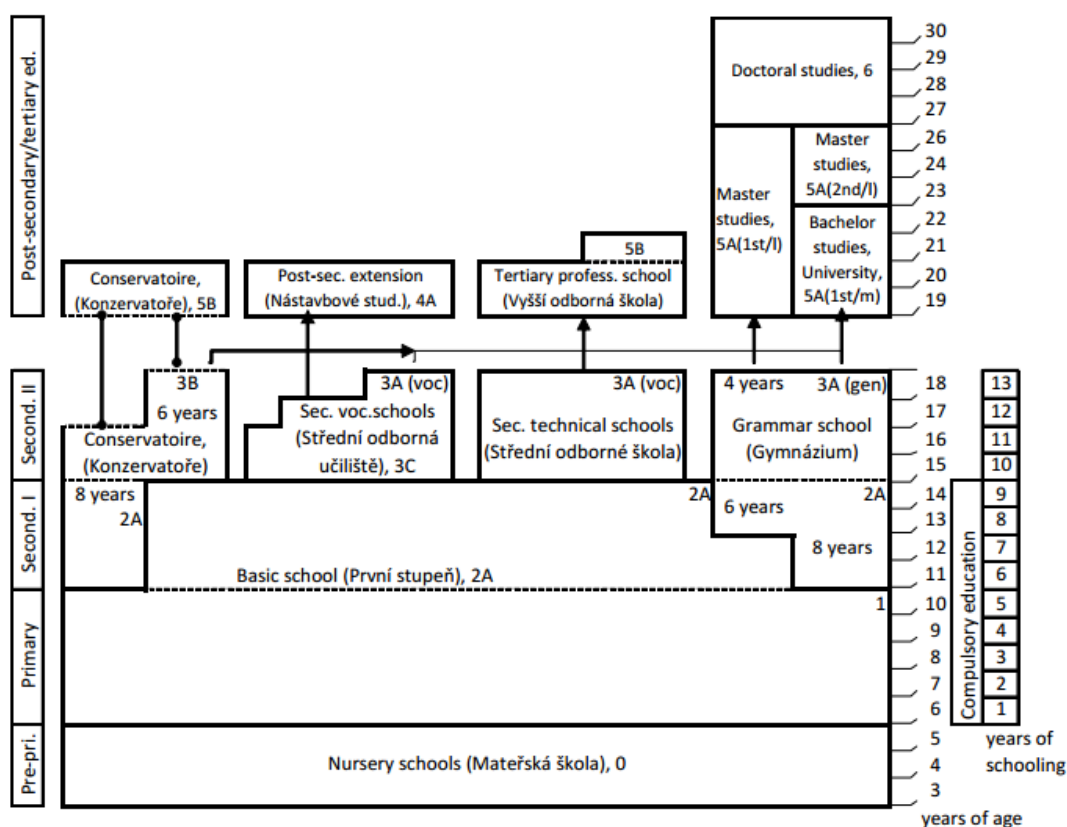 Post-secondary/tertiary ed.
Second. II
Second. I
Primary
Pre-pri.
Doctoral studies, 6
Master
studies,
5A(1st/l)
Master
studies,
5A(2nd/l)
Bachelor
studies,
University,
5A(1st/m)
Conservatoire,
(Konzervatoře), 5B
Post-sec. extension
(Nástavbové stud.), 4A
5B
Tertiary profess. school
(Vyšší odborná škola)
3B
6 years
Conservatoire,
(Konzervatoře)
8 years
2A
3A (voc)
Sec. voc.schools
(Střední odborná
učiliště), 3C
3A (voc)
Sec. technical schools
(Střední odborné škola)
4 years
3A (gen)
Grammar school
(Gymnázium)
2A
6 years
2A
8 years
Basic school (První stupeň), 2A
1
Nursery schools (Mateřská škola), 0
30
29
28
27
26
24
23
22
21
20
19
18
17
16
15
14
13
12
11
10
9
8
7
6
5
4
3
years of age
Compulsory education
13
12
11
10
9
8
7
6
5
4
3
2
1
years of
schooling